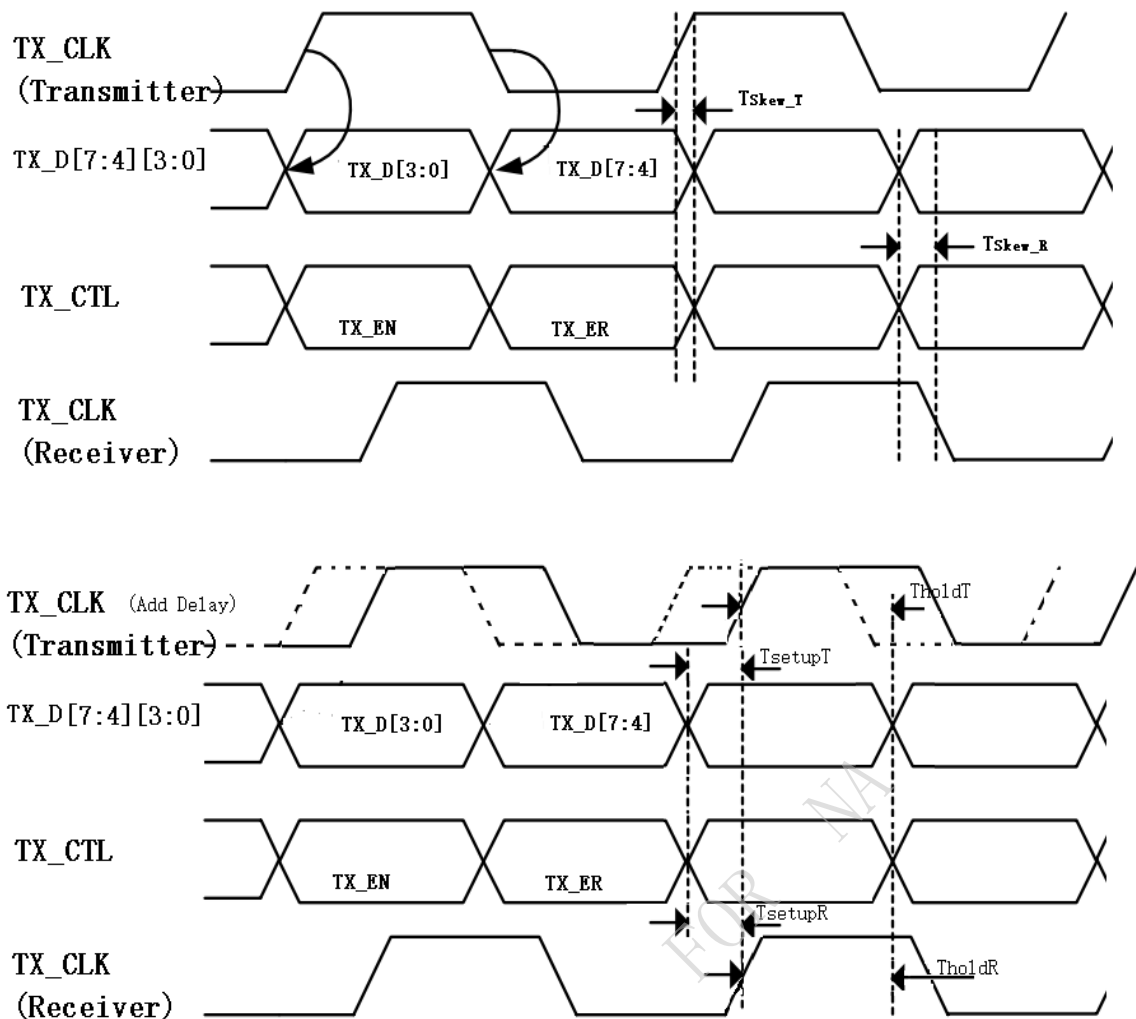 TX_CLK
(Transmitter)
Tskew_T
TX_D[7:4][3:0]
TX_D[3:0]
TX_D[7:4]
Tskew_R
TX_CTL
TX_EN
TX_ER
TX_CLK
(Receiver)
TX_CLK (Add Delay)
(Transmitter)
TholdT
TsetupT
TX_D[7:4][3:0]
TX_D[3:0]
TX_D[7:4]
TX_CTL
TX_EN
TX_ER
FOR NA
TsetupR
TX_CLK
(Receiver)
TholdR